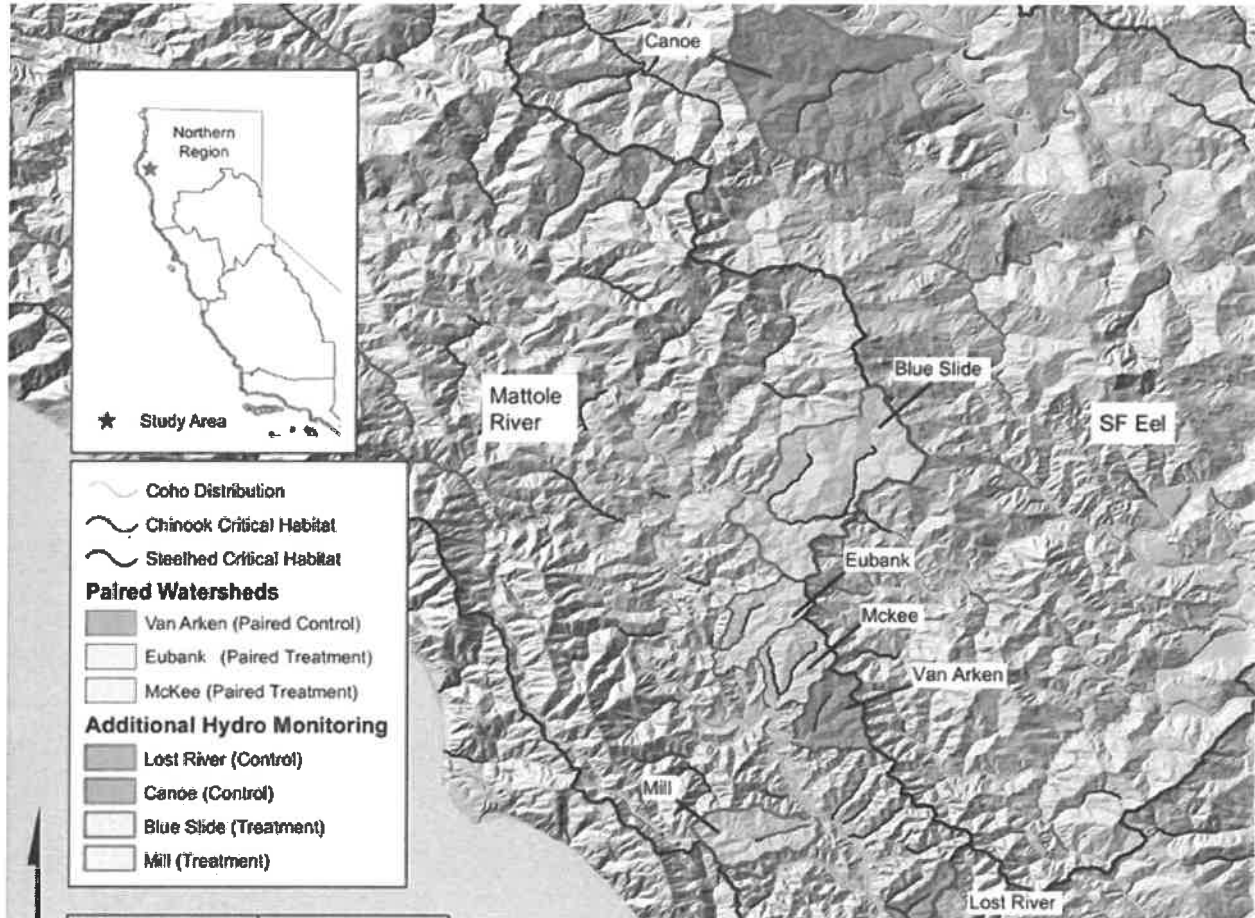 Canoe
Northern
Region
Study Area
Mattole
River
Blue Slide
SF Eel
Coho Distribution
Chinook Critical Habitat
Steelhed Critical Habitat
Paired Watersheds
Van Arken (Paired Control)
Eubank (Paired Treatment)
McKee (Paired Treatment)
Additional Hydro Monitoring
Lost River (Control)
Canoe (Control)
Blue Slide (Treatment)
Mill (Treatment)
Eubank
Mckee
Van Arken
Mill
Lost River